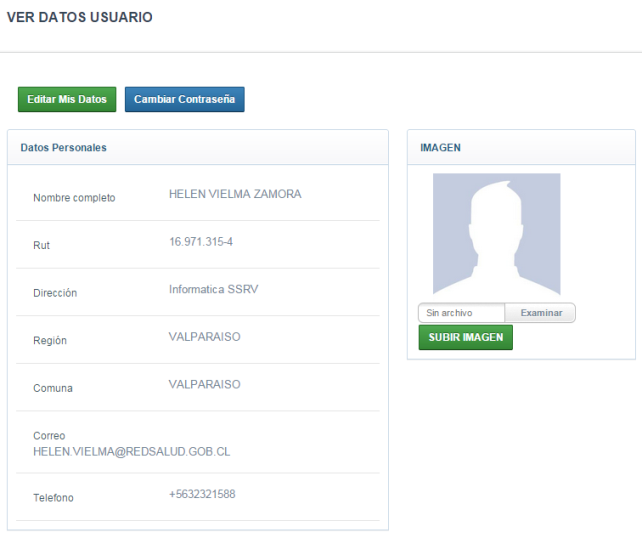 VER DATOS USUARIO
Editar Mis Datos
Cambiar Contraseña
Datos Personales
Nombre completo HELEN VIELMA ZAMORA
Rut 16.971.315-4
Dirección Informatica SSRV
Región VALPARAISO
Comuna VALPARAISO
Correo
HELEN.VIELMA@REDSALUD.GOB.CL
Telefono +5632321588
IMAGEN
Sin archivo Examinar
SUBIR IMAGEN